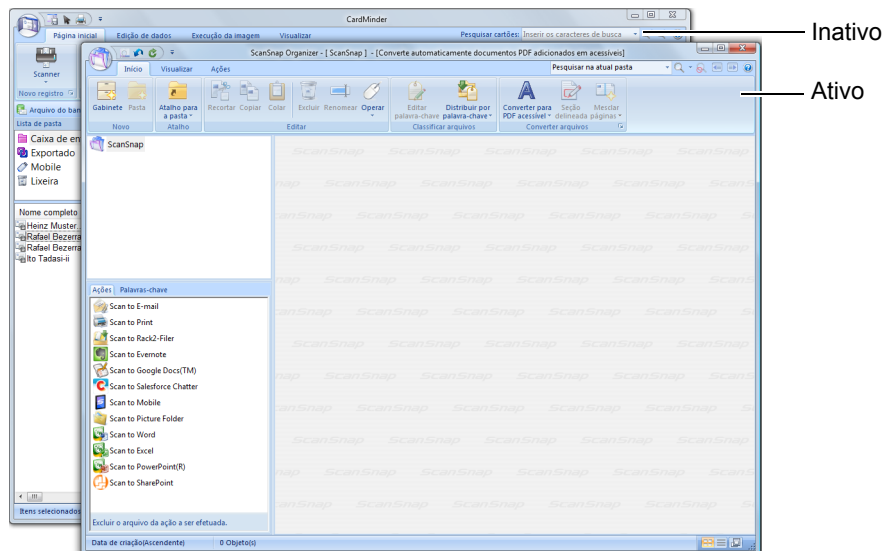 CardMinder
Página inicial Edição de dados Execução da imagem Visualizar Pesquisar cartões: Inserir os caracteres de busca
Inativo
Scanner
Novo registro
Arquivo do ban
Lista de pasta
Caixa de en
Exportado
Mobile
Lixeira
Nome completo
Heinz Muster.
Rafael Bezerra
Rafael Bezerra
Ito Tadasi-ii
Itens selecionados
ScanSnap Organizer - [ ScanSnap ] - [Converte automaticamente documentos PDF adicionados em acessíveis]
Início Visualizar Ações Pesquisar na atual pasta
Ativo
Gabinete Pasta Atalho para a pasta Recortar Copiar Colar Excluir Renomear Operar Editar palavra-chave Distribuir por palavra-chave Converter para PDF acessível Seção delineada Mesclar páginas
Novo Atalho Editar Classificar arquivos Converter arquivos
ScanSnap
Ações Palavras-chave
Scan to E-mail
Scan to Print
Scan to Rack2-Filer
Scan to Evernote
Scan to Google Docs(TM)
Scan to Salesforce Chatter
Scan to Mobile
Scan to Picture Folder
Scan to Word
Scan to Excel
Scan to PowerPoint(R)
Scan to SharePoint
Excluir o arquivo da ação a ser efetuada.
Data de criação(Ascendente) 0 Objeto(s)